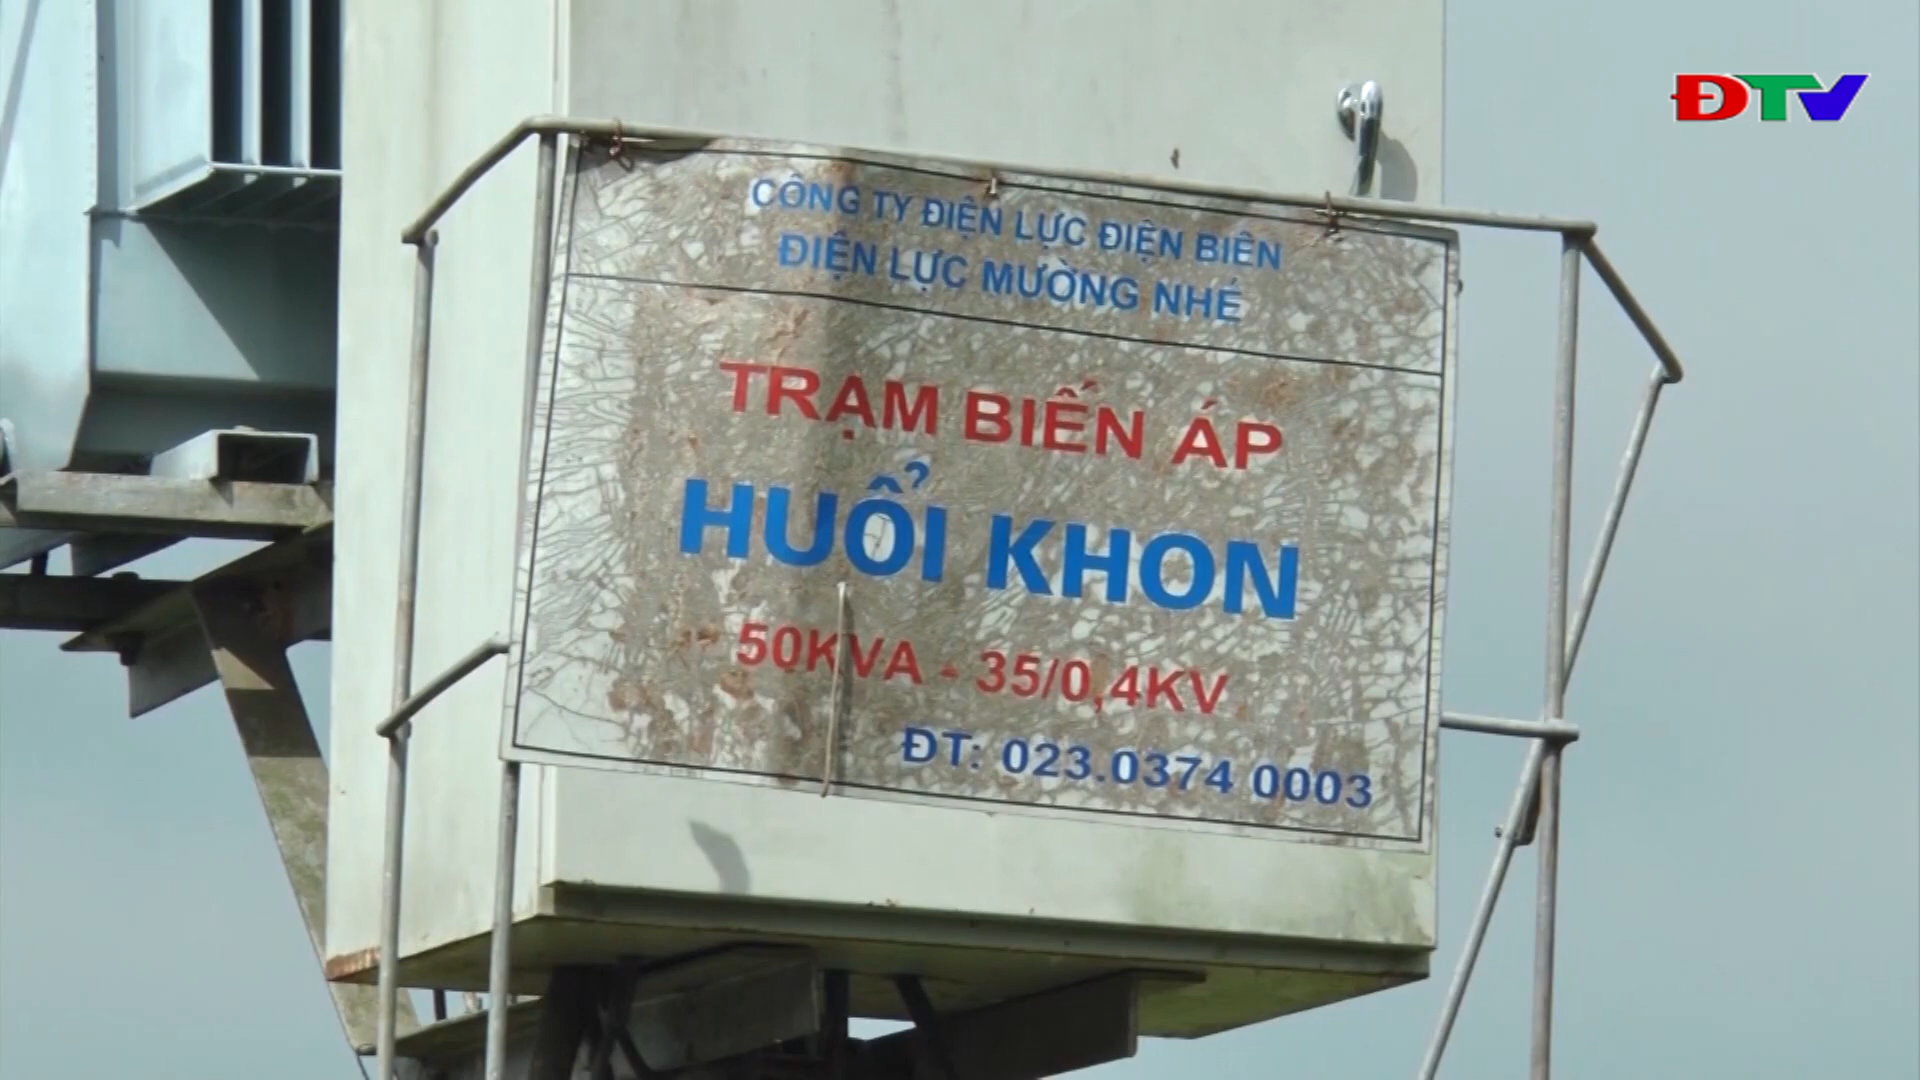 ĐTV
CÔNG TY ĐIỆN LỰC ĐIỆN BIÊN
ĐIỆN LỰC MƯỜNG NHÉ
TRẠM BIẾN ÁP
HUỔI KHON
50KVA - 35/0,4KV
ĐT: 023.0374 0003